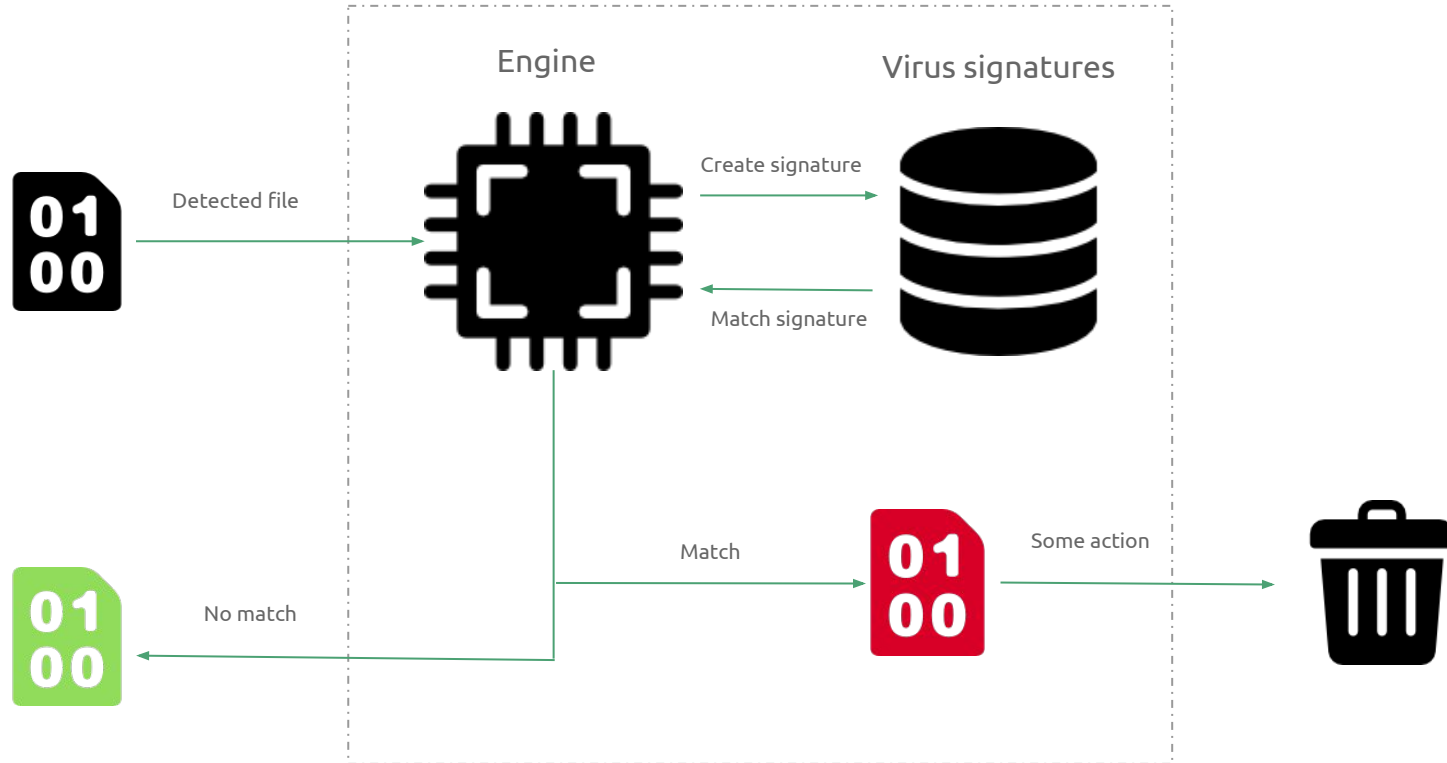 Engine
Virus signatures
Create signature
01
00
Detected file
Match signature
01
00
Some action
Match
01
00
No match